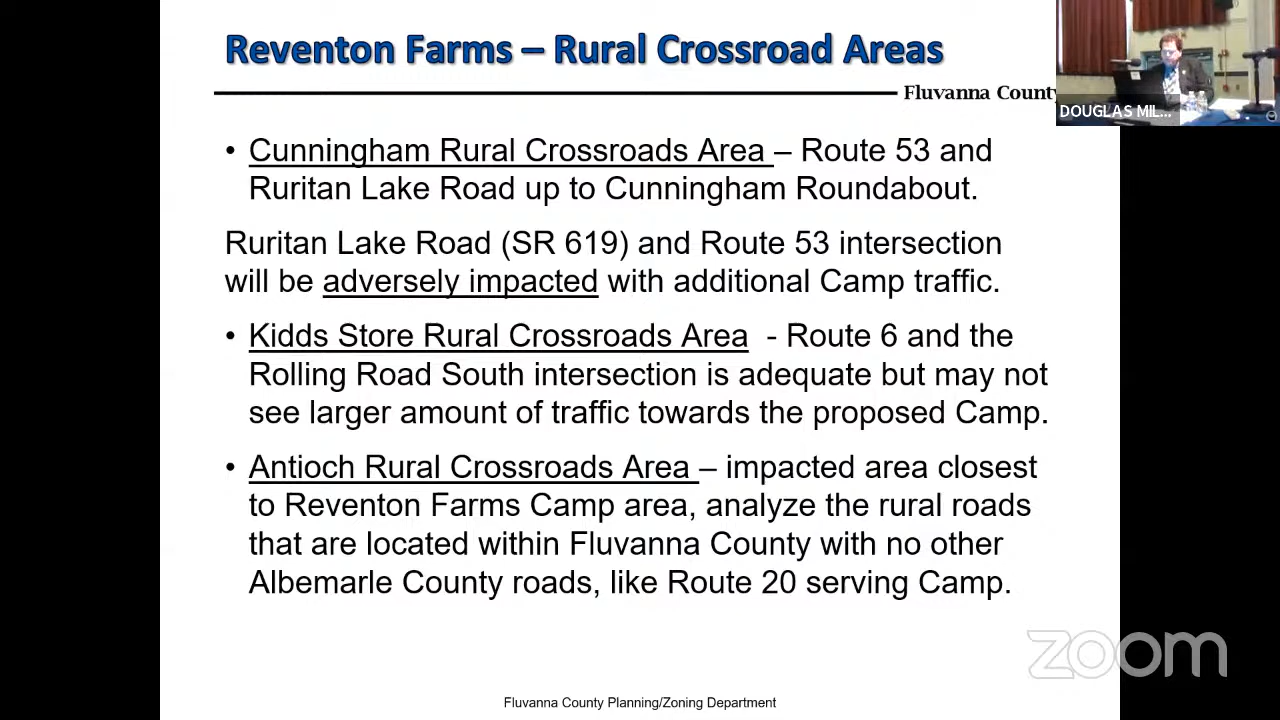 Reventon Farms – Rural Crossroad Areas
Fluvanna County
DOUGLAS MIL...
• Cunningham Rural Crossroads Area – Route 53 and
Ruritan Lake Road up to Cunningham Roundabout.
Ruritan Lake Road (SR 619) and Route 53 intersection
will be adversely impacted with additional Camp traffic.
• Kidds Store Rural Crossroads Area - Route 6 and the
Rolling Road South intersection is adequate but may not
see larger amount of traffic towards the proposed Camp.
• Antioch Rural Crossroads Area – impacted area closest
to Reventon Farms Camp area, analyze the rural roads
that are located within Fluvanna County with no other
Albemarle County roads, like Route 20 serving Camp.
zoom
Fluvanna County Planning/Zoning Department